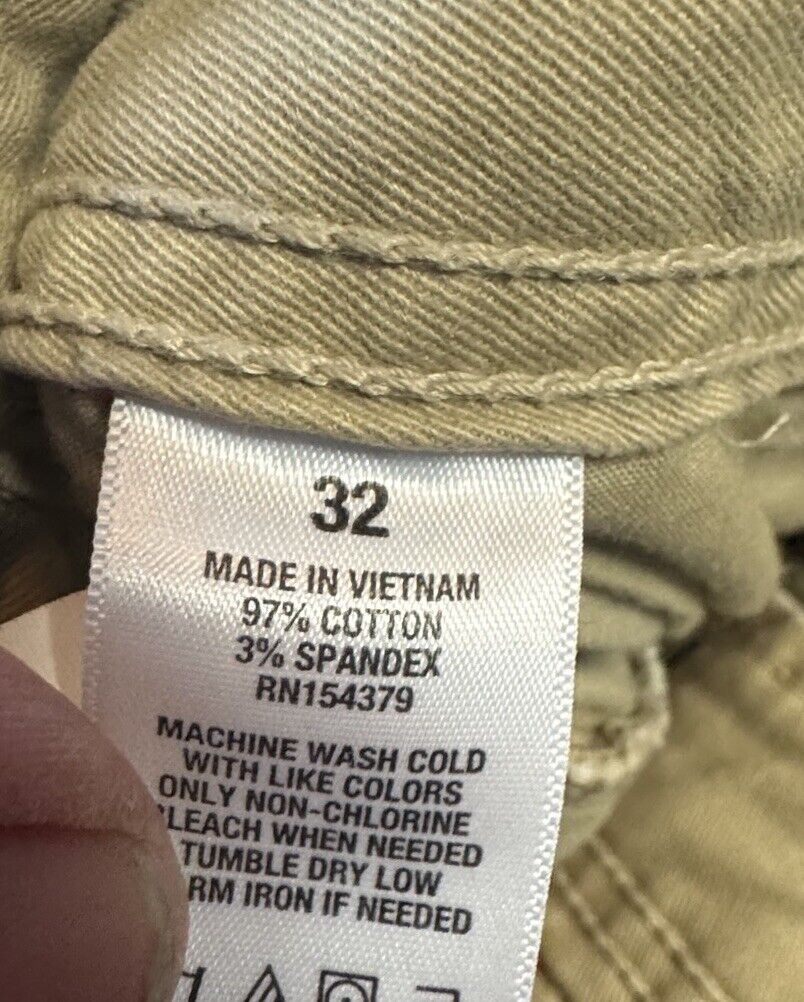 32
MADE IN VIETNAM
97% COTTON
3% SPANDEX
RN154379
MACHINE WASH COLD
WITH LIKE COLORS
ONLY NON-CHLORINE
LEACH WHEN NEEDED
TUMBLE DRY LOW
RM IRON IF NEEDED